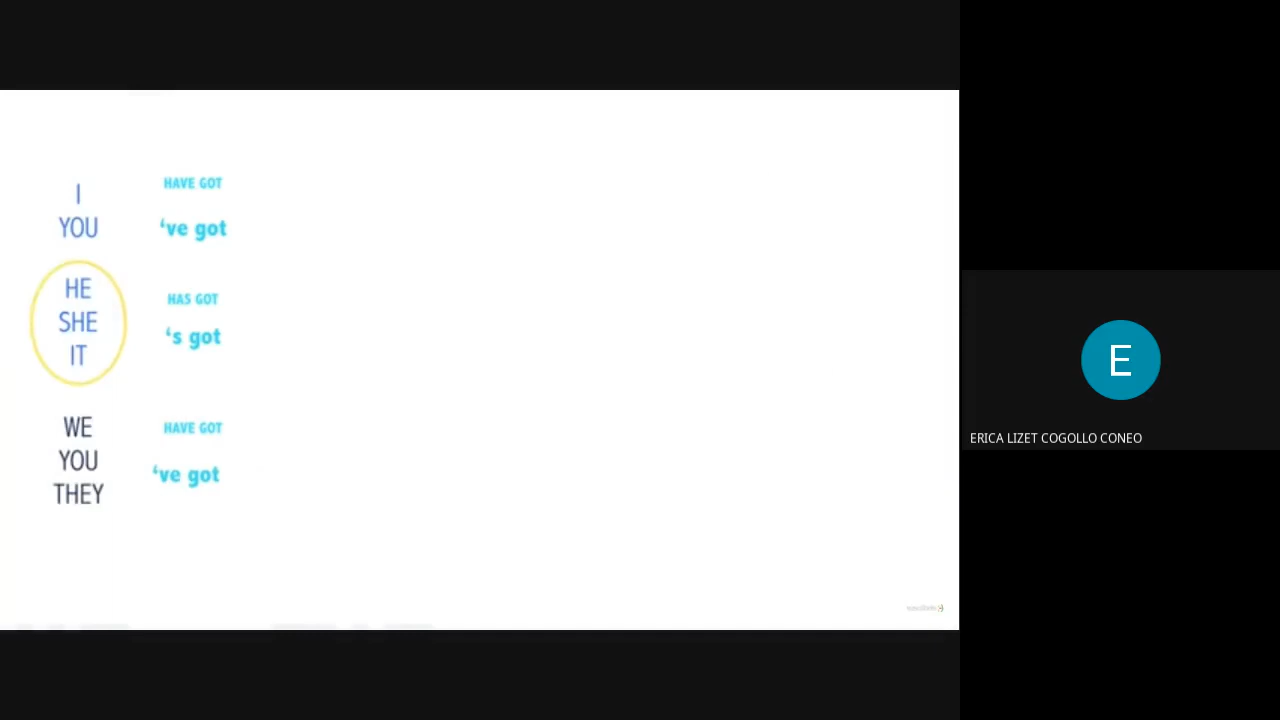 I
HAVE GOT
YOU
‘ve got
HE
SHE
HAS GOT
IT
‘s got
WE
HAVE GOT
YOU
‘ve got
THEY
E
ERICA LIZET COGOLLO CONEO